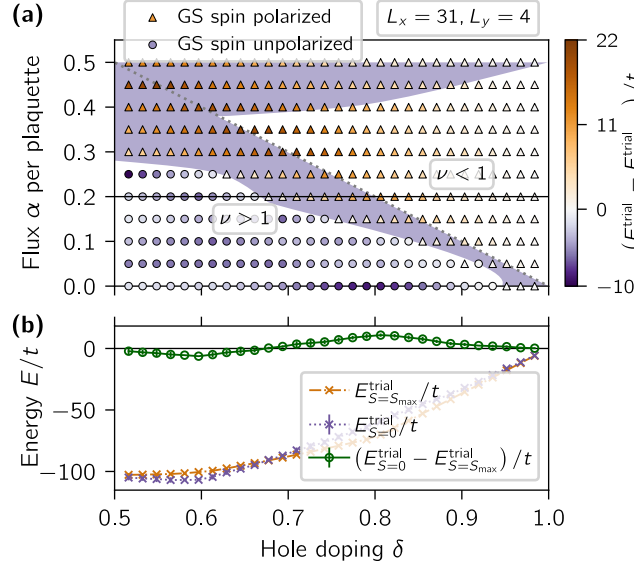 (a)
GS spin polarized
GS spin unpolarized
L_x = 31, L_y = 4
Flux α per plaquette
0.5
0.4
0.3
0.2
0.1
0.0
ν < 1
ν > 1
22
11
0
−10
(b)
Energy E/t
0
−50
−100
E^trial_{S=S_max}/t
E^trial_{S=0}/t
(E^trial_{S=0} − E^trial_{S=S_max})/t
0.5 0.6 0.7 0.8 0.9 1.0
Hole doping δ